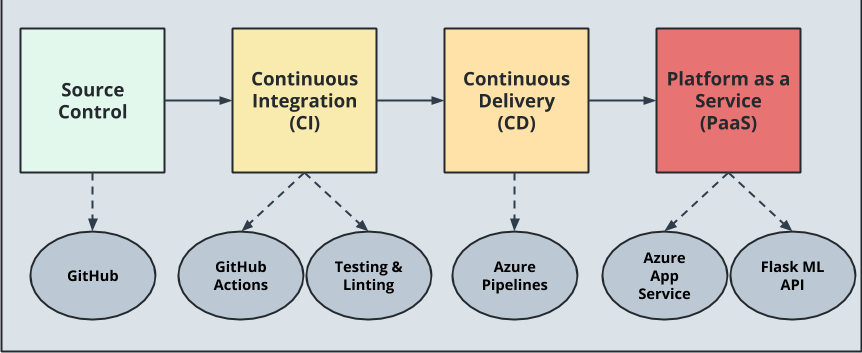 Source
Control
Continuous
Integration
(CI)
Continuous
Delivery
(CD)
Platform as a
Service
(PaaS)
GitHub
GitHub
Actions
Testing &
Linting
Azure
Pipelines
Azure
App
Service
Flask ML
API